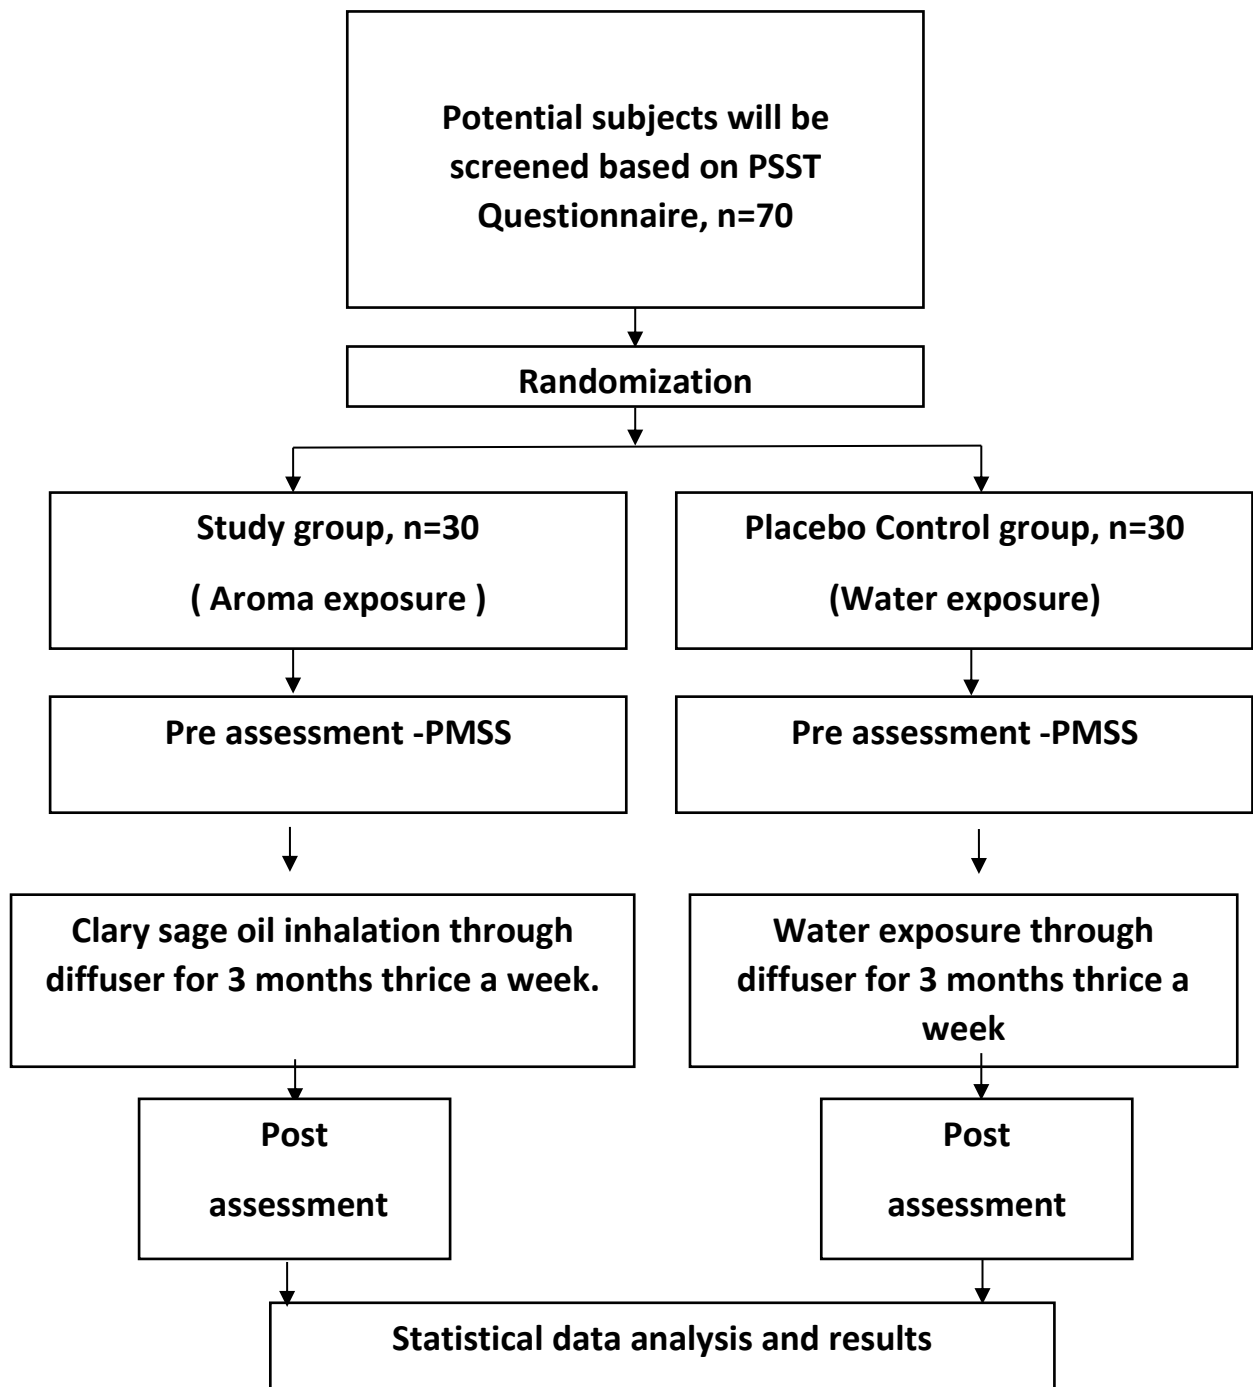 Potential subjects will be
screened based on PSST
Questionnaire, n=70
Randomization
Study group, n=30
( Aroma exposure )
Placebo Control group, n=30
(Water exposure)
Pre assessment -PMSS
Pre assessment -PMSS
Clary sage oil inhalation through
diffuser for 3 months thrice a week.
Water exposure through
diffuser for 3 months thrice a
week
Post
assessment
Post
assessment
Statistical data analysis and results